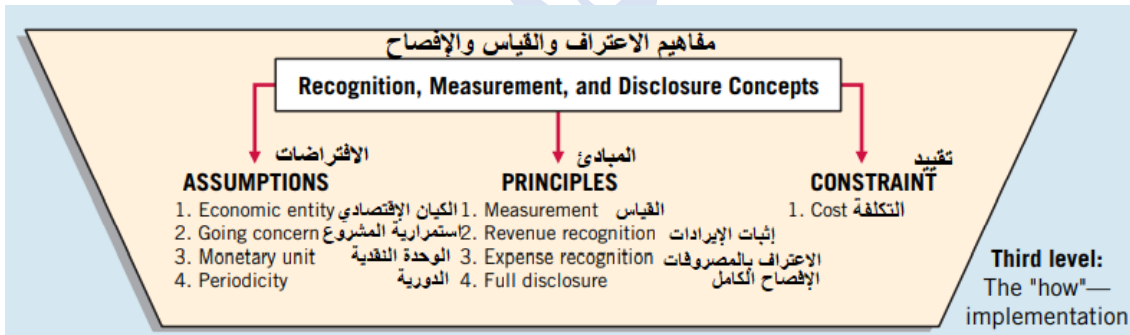 مفاهيم الاعتراف والقياس والإفصاح
Recognition, Measurement, and Disclosure Concepts
الافتراضات
ASSUMPTIONS
1. Economic entity الكيان الإقتصادي
2. Going concern استمرارية المشروع
3. Monetary unit الوحدة النقدية
4. Periodicity الدورية
المبادئ
PRINCIPLES
1. Measurement القياس
2. Revenue recognition إثبات الإيرادات
3. Expense recognition الاعتراف بالمصروفات
4. Full disclosure الإفصاح الكامل
تقييد
CONSTRAINT
1. Cost التكلفة
Third level:
The "how"—
implementation